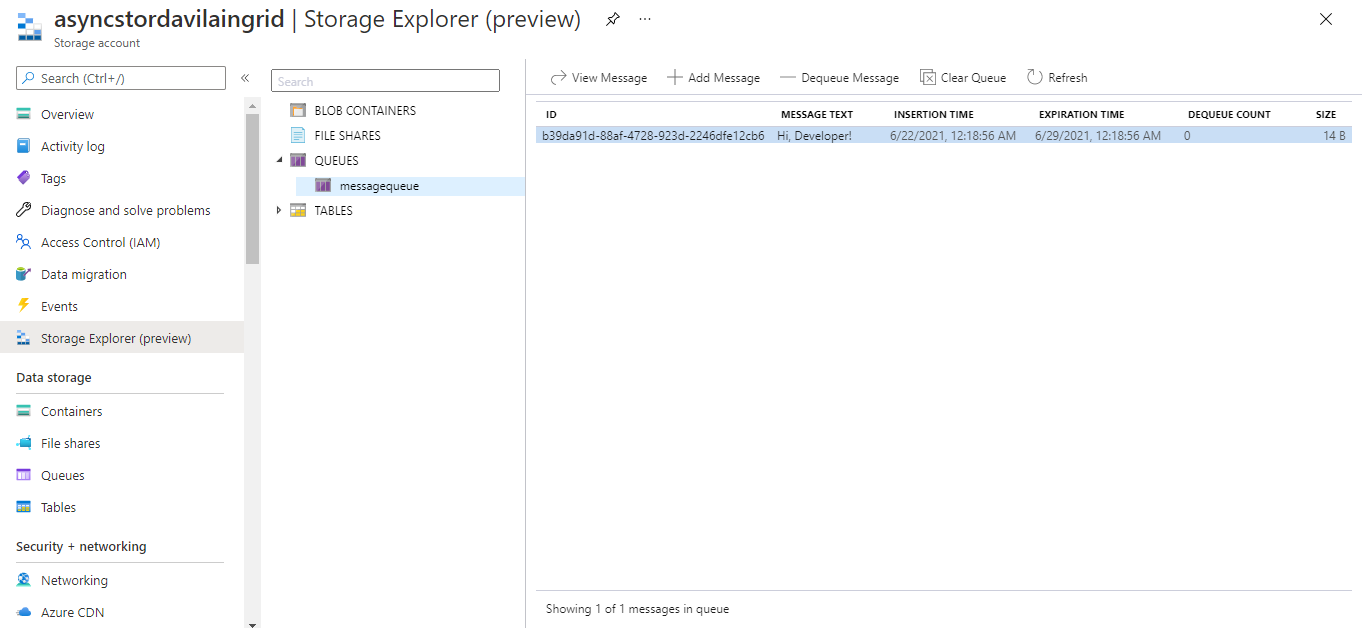 asyncstordavilaingrid | Storage Explorer (preview)
Storage account
Search (Ctrl+/)
Overview
Activity log
Tags
Diagnose and solve problems
Access Control (IAM)
Data migration
Events
Storage Explorer (preview)
Data storage
Containers
File shares
Queues
Tables
Security + networking
Networking
Azure CDN
Search
BLOB CONTAINERS
FILE SHARES
QUEUES
messagequeue
TABLES
View Message Add Message Dequeue Message Clear Queue Refresh
ID MESSAGE TEXT INSERTION TIME EXPIRATION TIME DEQUEUE COUNT SIZE
b39da91d-88af-4728-923d-2246dfe12cb6 Hi, Developer! 6/22/2021, 12:18:56 AM 6/29/2021, 12:18:56 AM 0 14 B
Showing 1 of 1 messages in queue